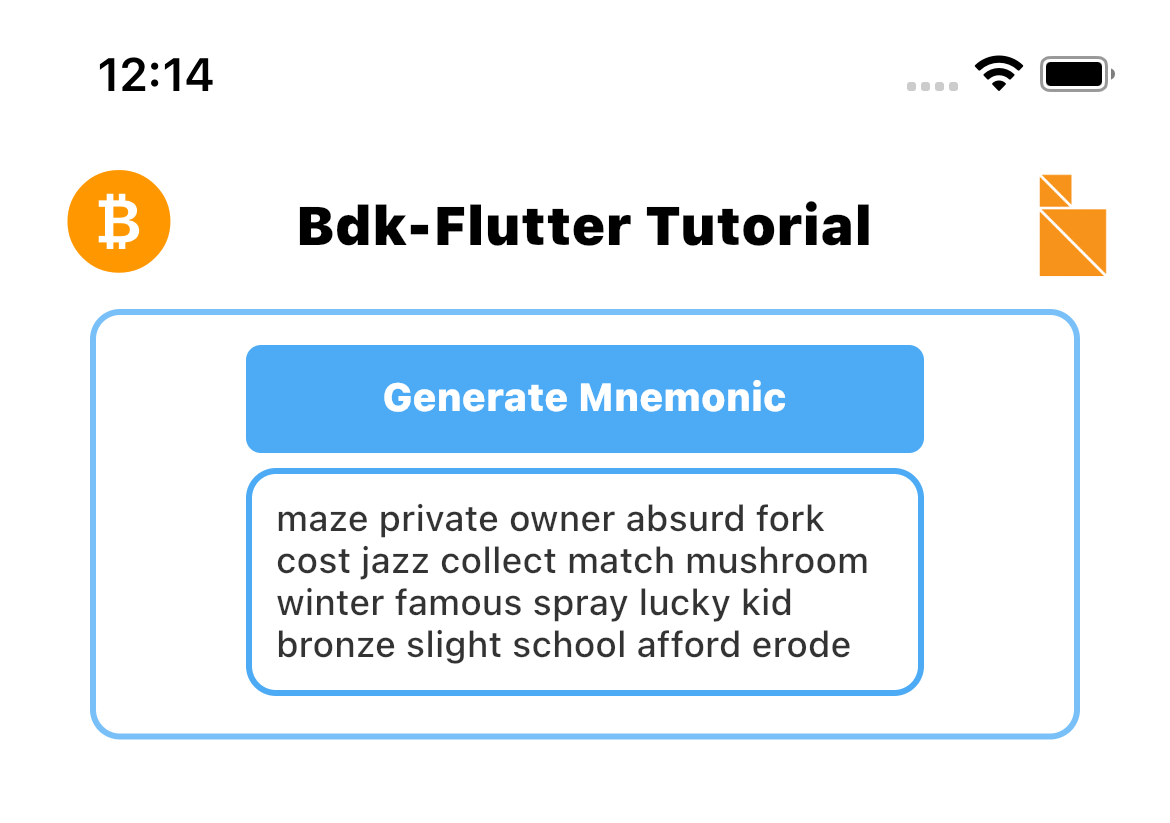 12:14
Bdk-Flutter Tutorial
Generate Mnemonic
maze private owner absurd fork
cost jazz collect match mushroom
winter famous spray lucky kid
bronze slight school afford erode